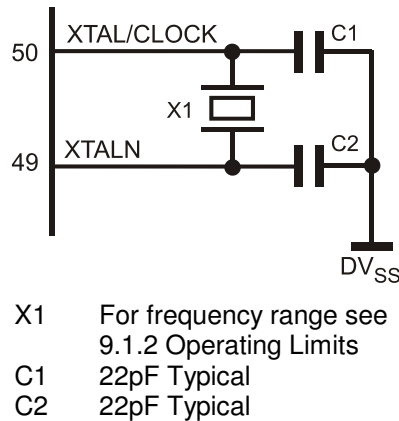 50 XTAL/CLOCK C1
X1
49 XTALN C2
DVSS
X1 For frequency range see
9.1.2 Operating Limits
C1 22pF Typical
C2 22pF Typical